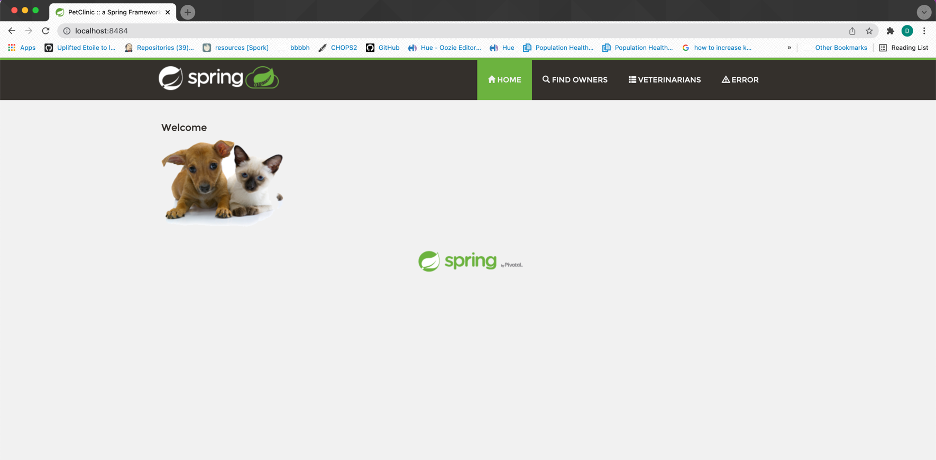 PetClinic :: a Spring Framework
localhost:8484
Apps Uplifted Etoile to I... Repositories (39)... resources [Spork] bbbbh CHOPS2 GitHub Hue - Oozie Editor... Hue Population Health... Population Health... how to increase k... » Other Bookmarks Reading List
spring HOME FIND OWNERS VETERINARIANS ERROR
Welcome
spring by Pivotal.